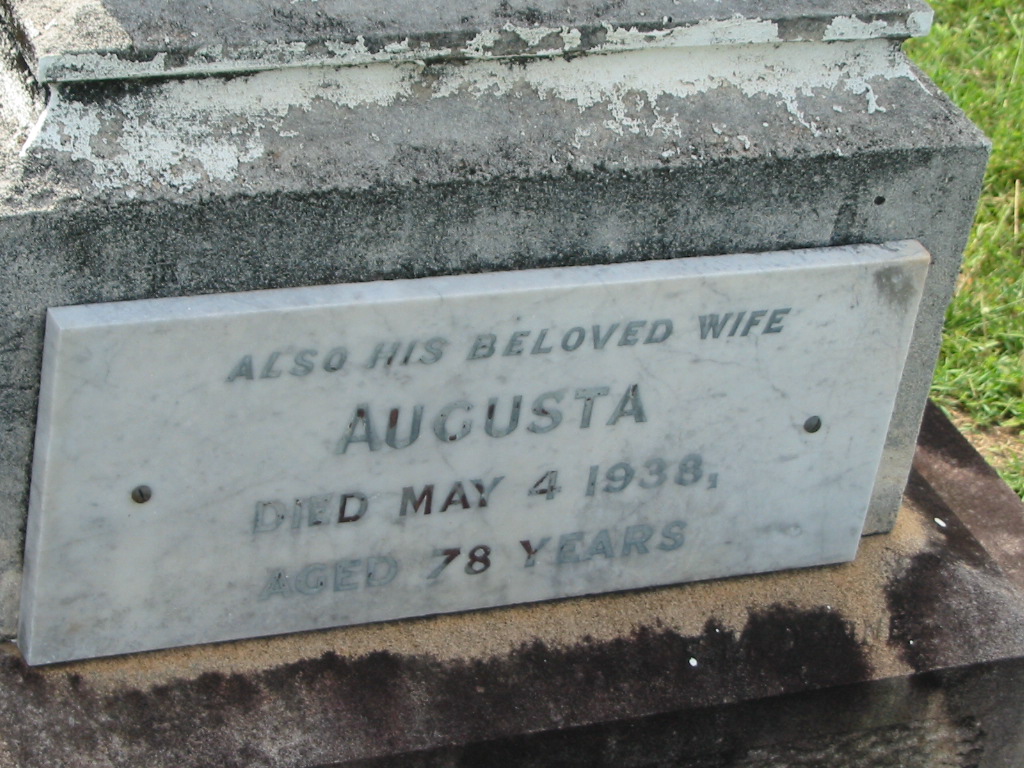 ALSO HIS BELOVED WIFE
AUGUSTA
DIED MAY 4 1938,
AGED 78 YEARS